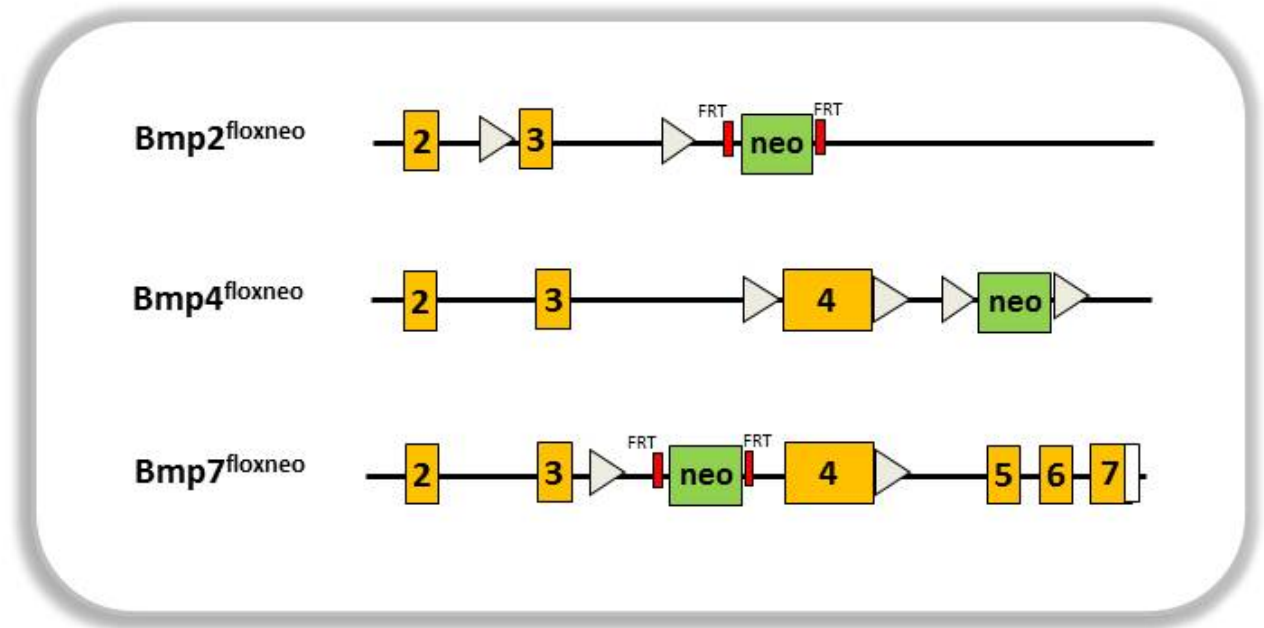 FRT FRT
Bmp2floxneo 2 3 neo
Bmp4floxneo 2 3 4 neo
FRT FRT
Bmp7floxneo 2 3 neo 4 5 6 7